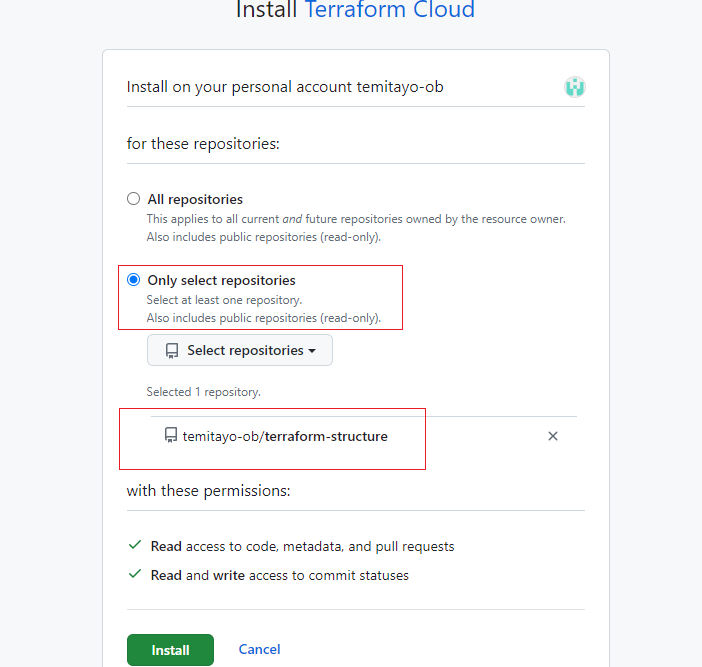 Install Terraform Cloud
Install on your personal account temitayo-ob
for these repositories:
All repositories
This applies to all current and future repositories owned by the resource owner.
Also includes public repositories (read-only).
Only select repositories
Select at least one repository.
Also includes public repositories (read-only).
Select repositories
Selected 1 repository.
temitayo-ob/terraform-structure
with these permissions:
Read access to code, metadata, and pull requests
Read and write access to commit statuses
Install Cancel